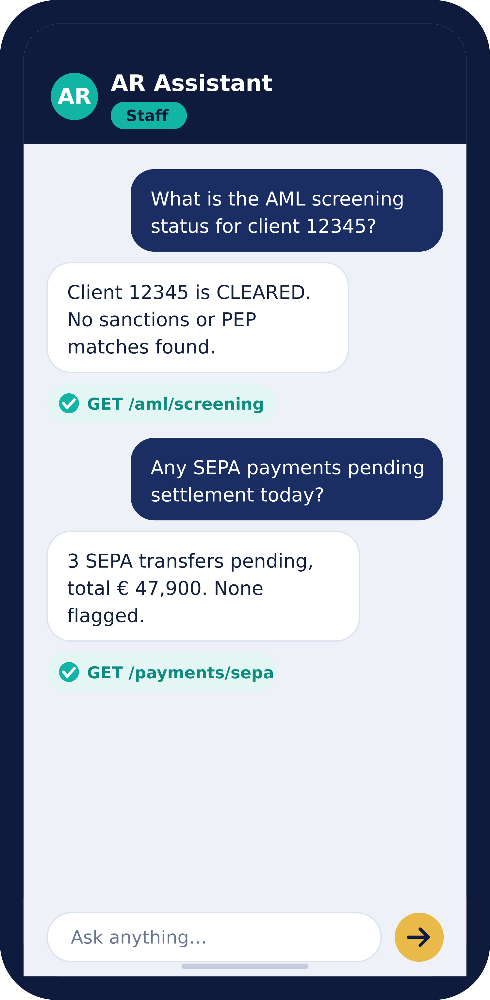 AR
AR Assistant
Staff
What is the AML screening
status for client 12345?
Client 12345 is CLEARED.
No sanctions or PEP
matches found.
GET /aml/screening
Any SEPA payments pending
settlement today?
3 SEPA transfers pending,
total € 47,900. None
flagged.
GET /payments/sepa
Ask anything...